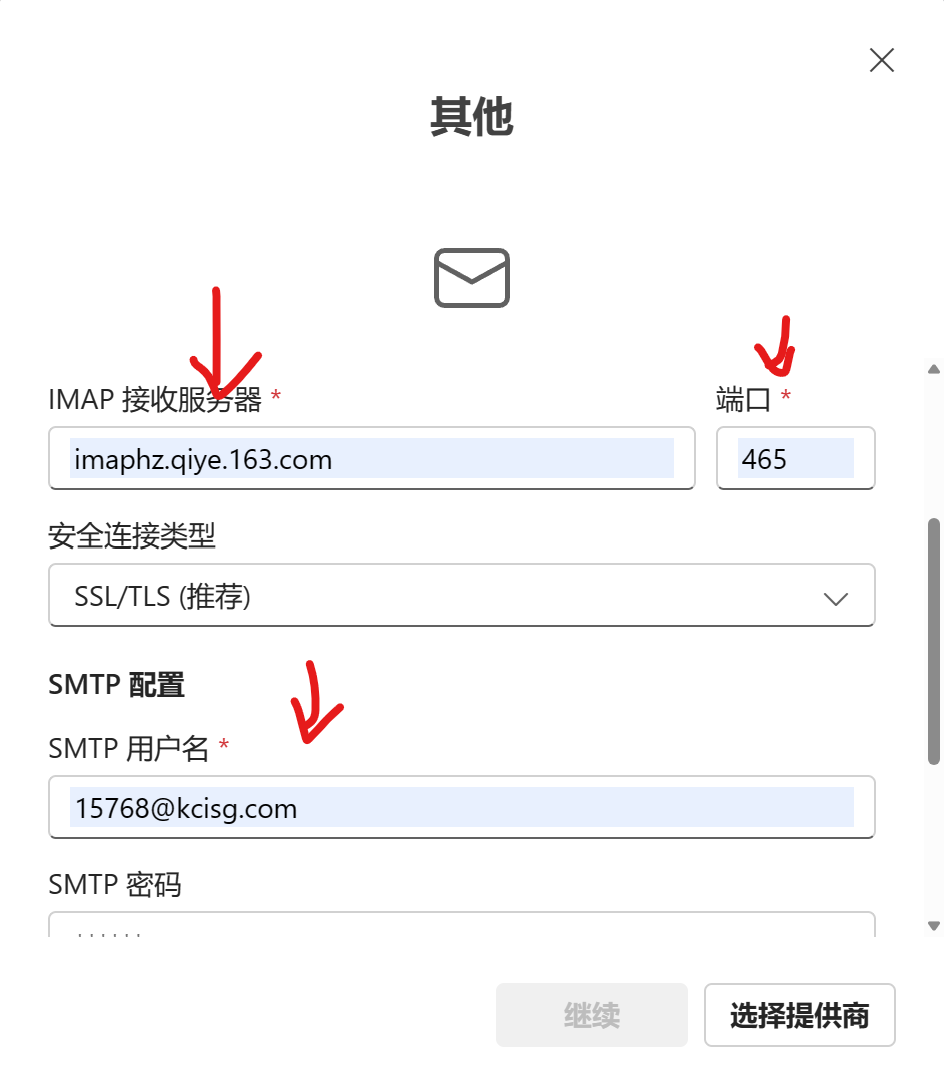 其他
IMAP 接收服务器 * 端口 *
imaphz.qiye.163.com 465
安全连接类型
SSL/TLS (推荐)
SMTP 配置
SMTP 用户名 *
15768@kcisg.com
SMTP 密码
继续 选择提供商